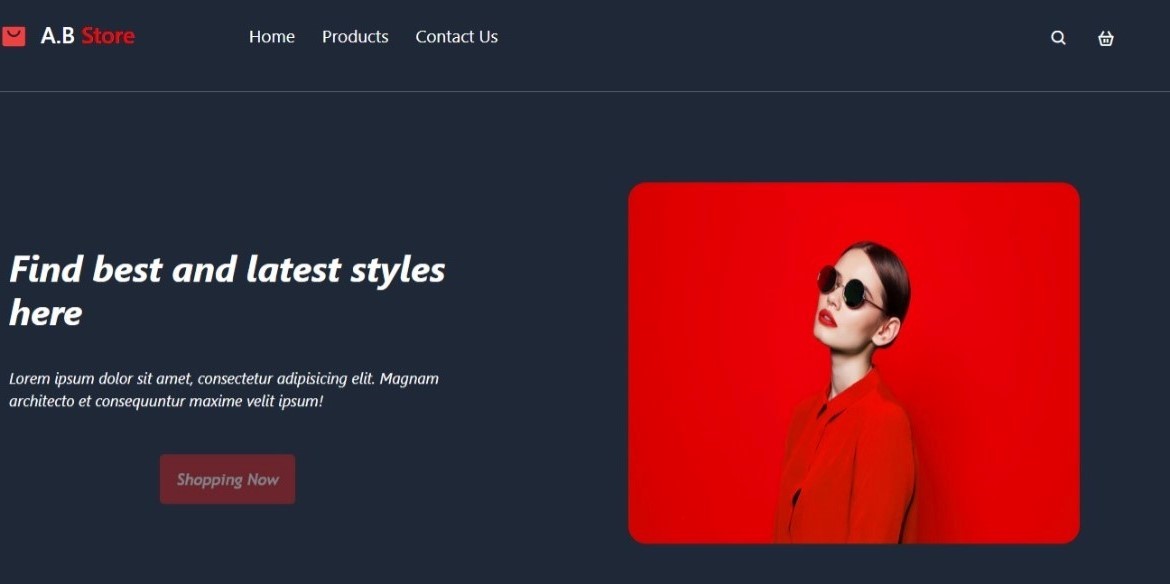 A.B Store
Home
Products
Contact Us
Find best and latest styles
here
Lorem ipsum dolor sit amet, consectetur adipisicing elit. Magnam
architecto et consequuntur maxime velit ipsum!
Shopping Now